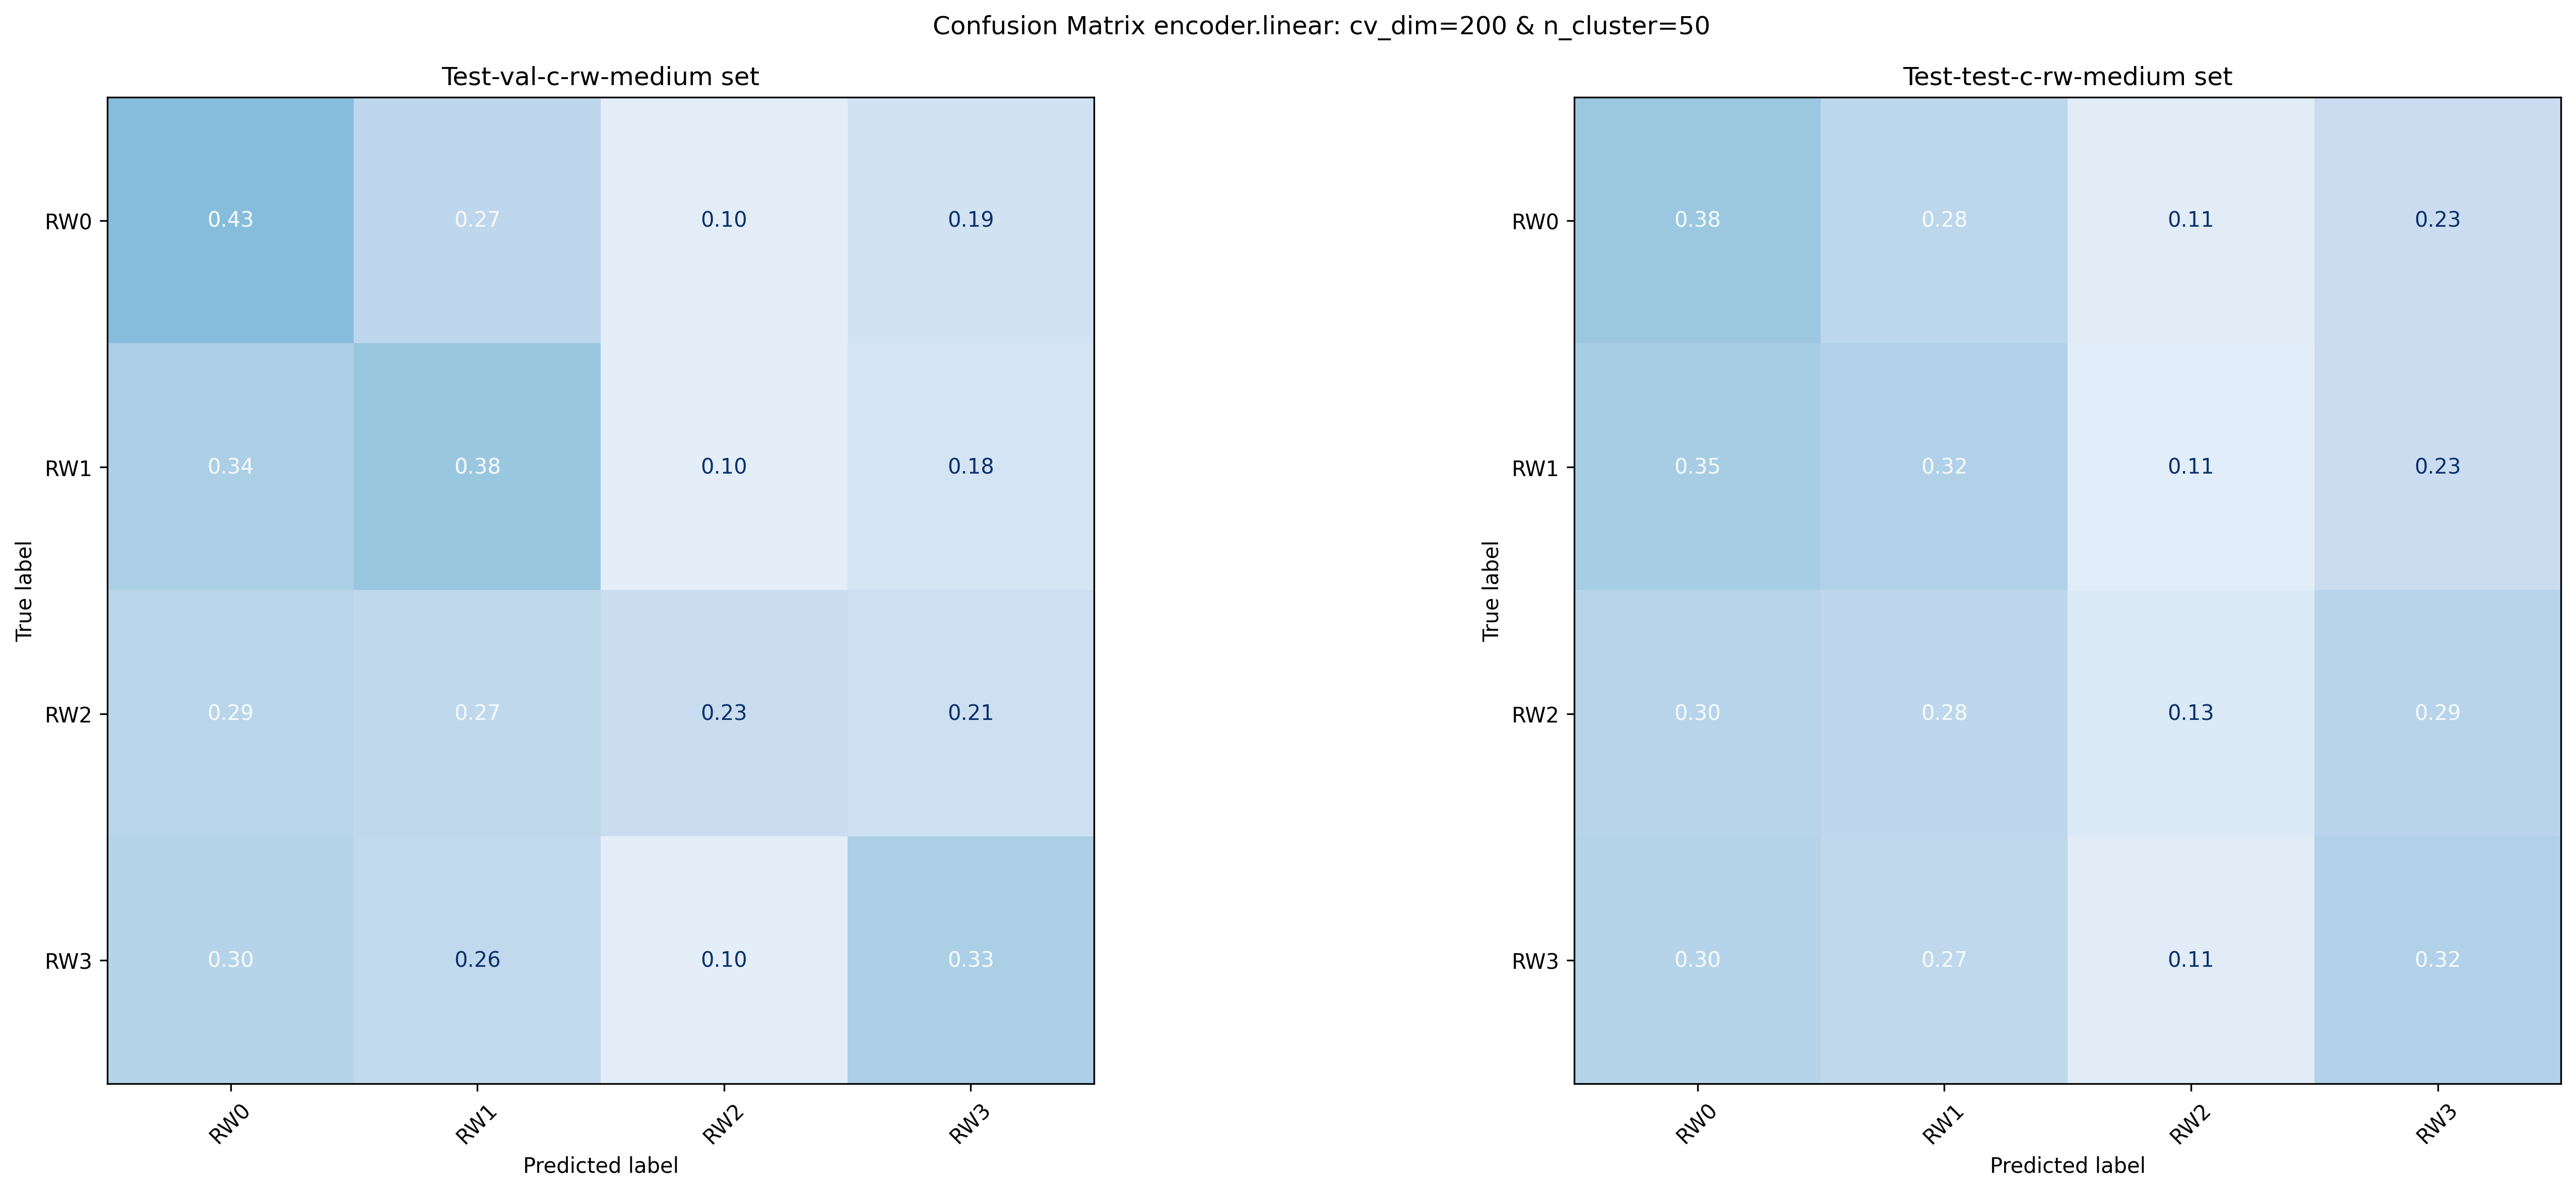 Confusion Matrix encoder.linear: cv_dim=200 & n_cluster=50
Test-val-c-rw-medium set
True label
RW0 0.43 0.27 0.10 0.19
RW1 0.34 0.38 0.10 0.18
RW2 0.29 0.27 0.23 0.21
RW3 0.30 0.26 0.10 0.33
RW0 RW1 RW2 RW3
Predicted label
Test-test-c-rw-medium set
True label
RW0 0.38 0.28 0.11 0.23
RW1 0.35 0.32 0.11 0.23
RW2 0.30 0.28 0.13 0.29
RW3 0.30 0.27 0.11 0.32
RW0 RW1 RW2 RW3
Predicted label